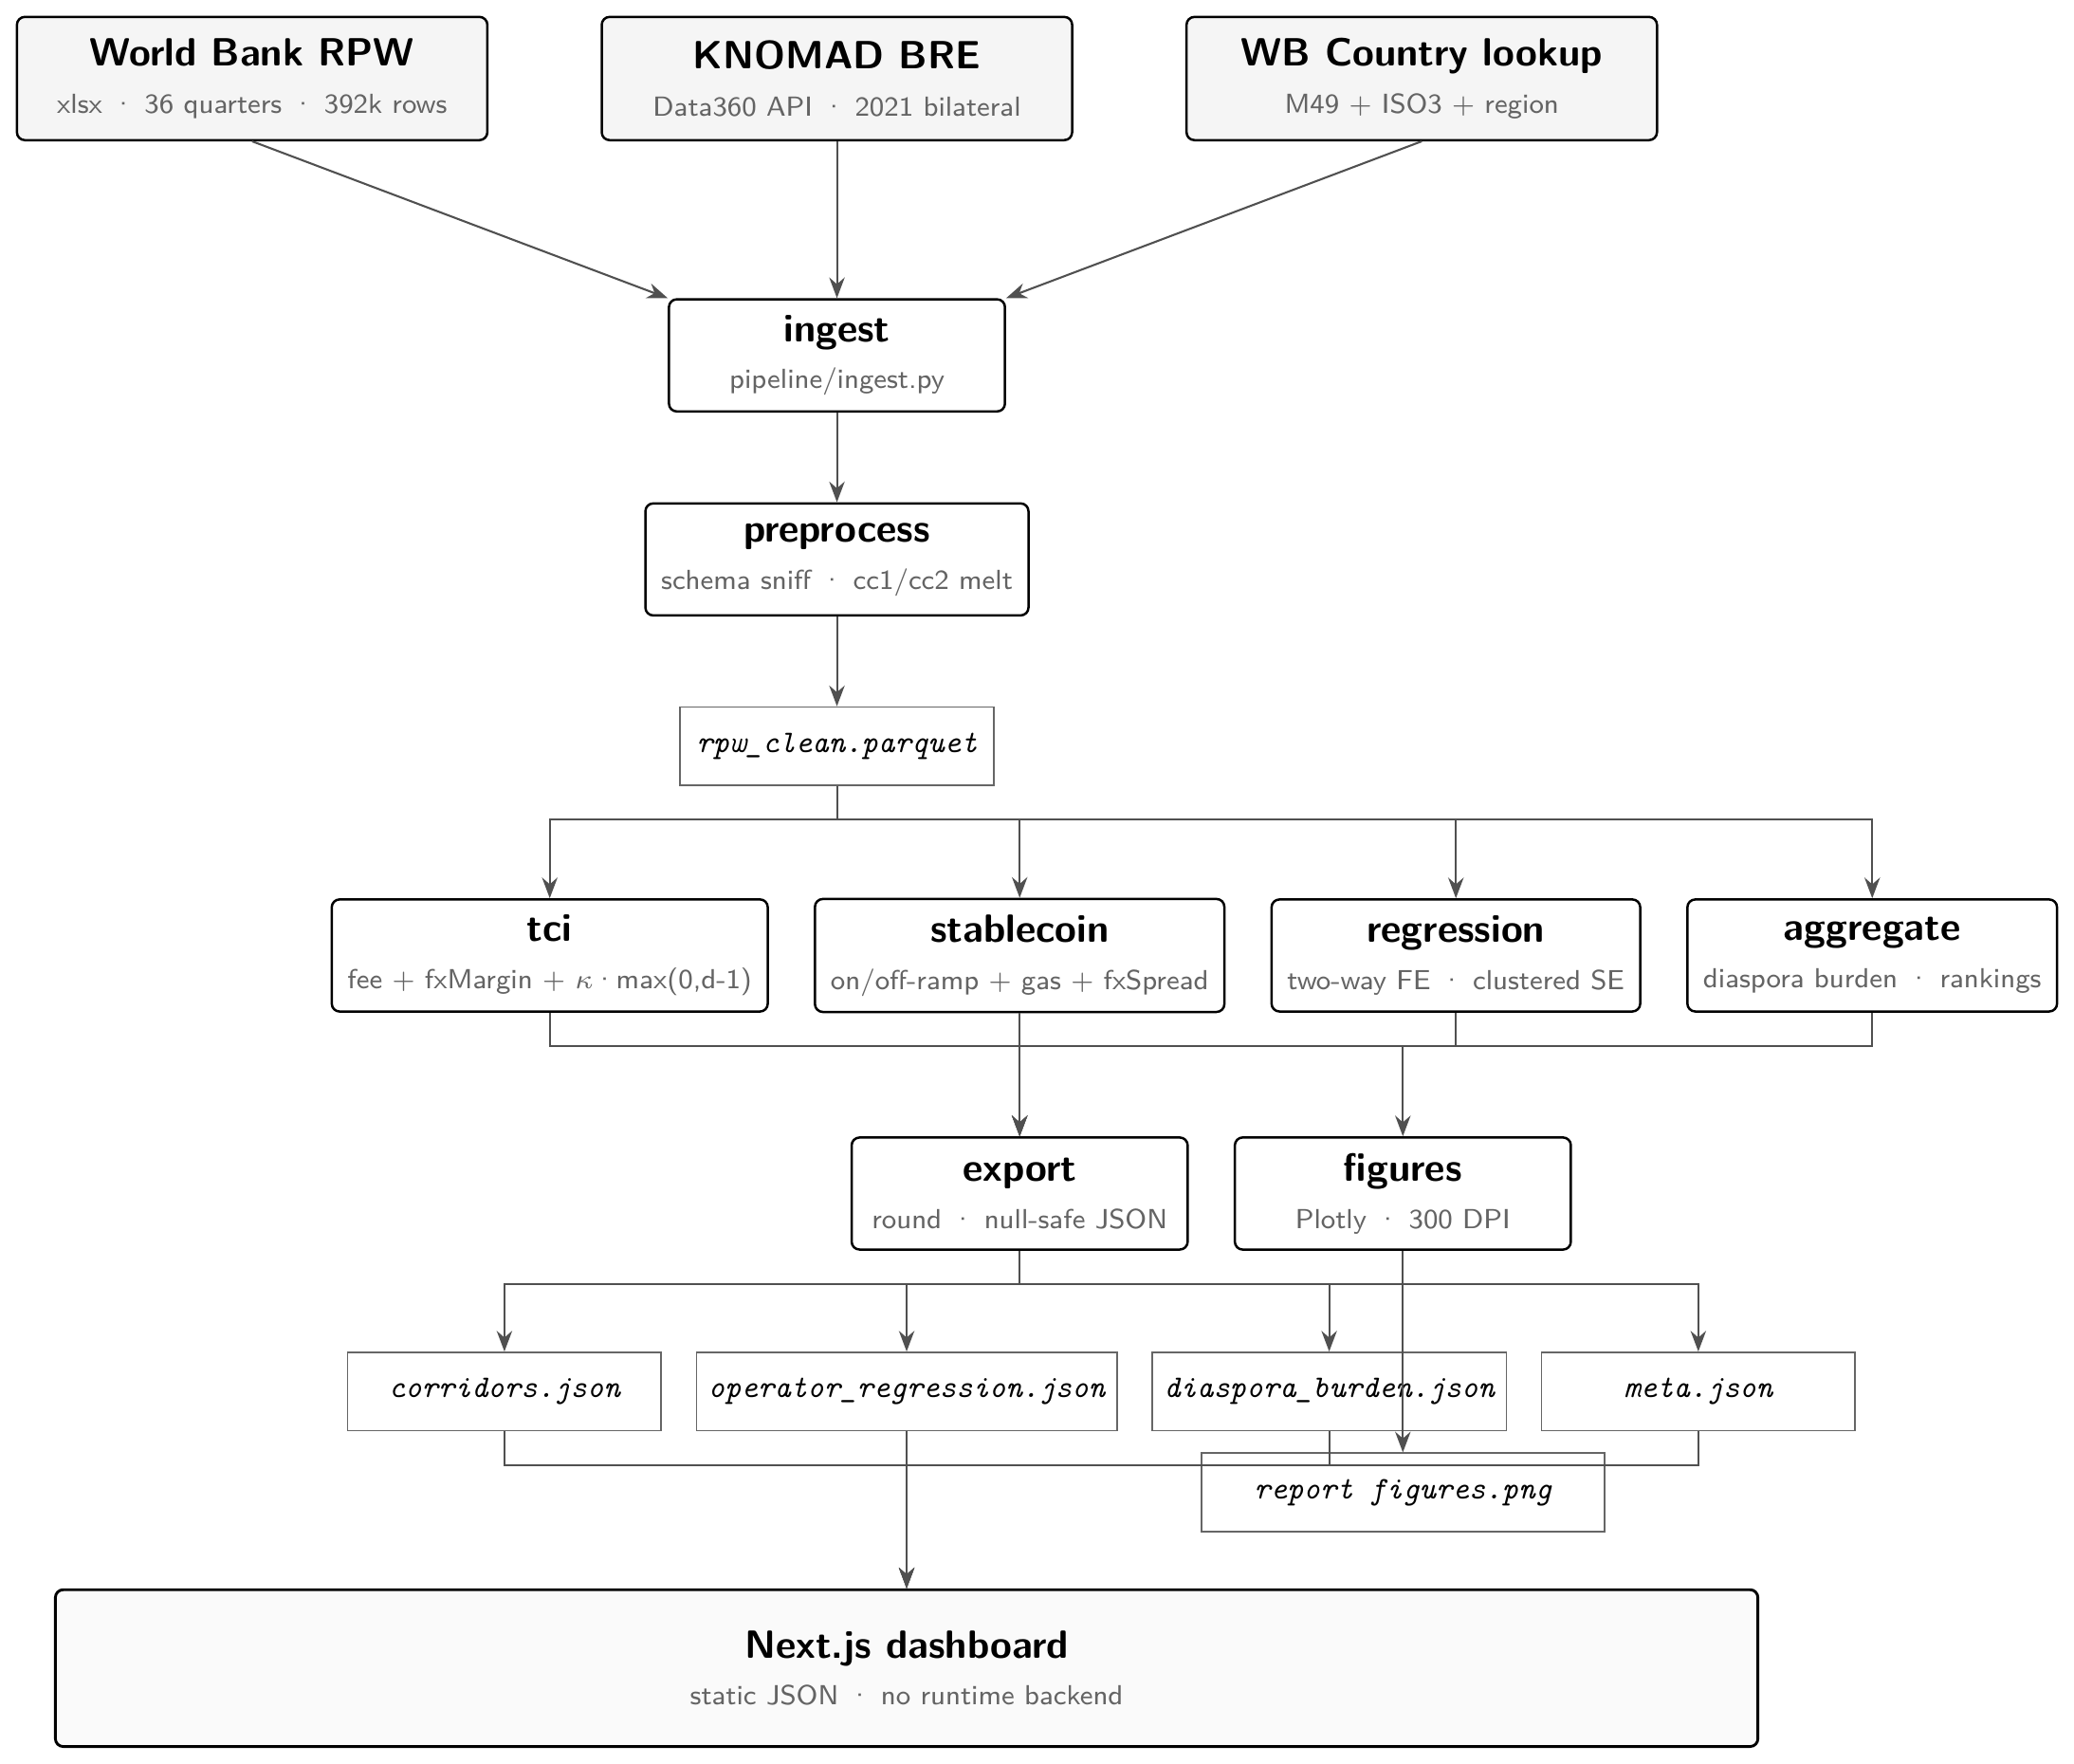 World Bank RPW
xlsx · 36 quarters · 392k rows
KNOMAD BRE
Data360 API · 2021 bilateral
WB Country lookup
M49 + ISO3 + region
ingest
pipeline/ingest.py
preprocess
schema sniff · cc1/cc2 melt
rpw_clean.parquet
tci
fee + fxMargin + κ · max(0,d-1)
stablecoin
on/off-ramp + gas + fxSpread
regression
two-way FE · clustered SE
aggregate
diaspora burden · rankings
export
round · null-safe JSON
figures
Plotly · 300 DPI
corridors.json
operator_regression.json
diaspora_burden.json
meta.json
report figures.png
Next.js dashboard
static JSON · no runtime backend